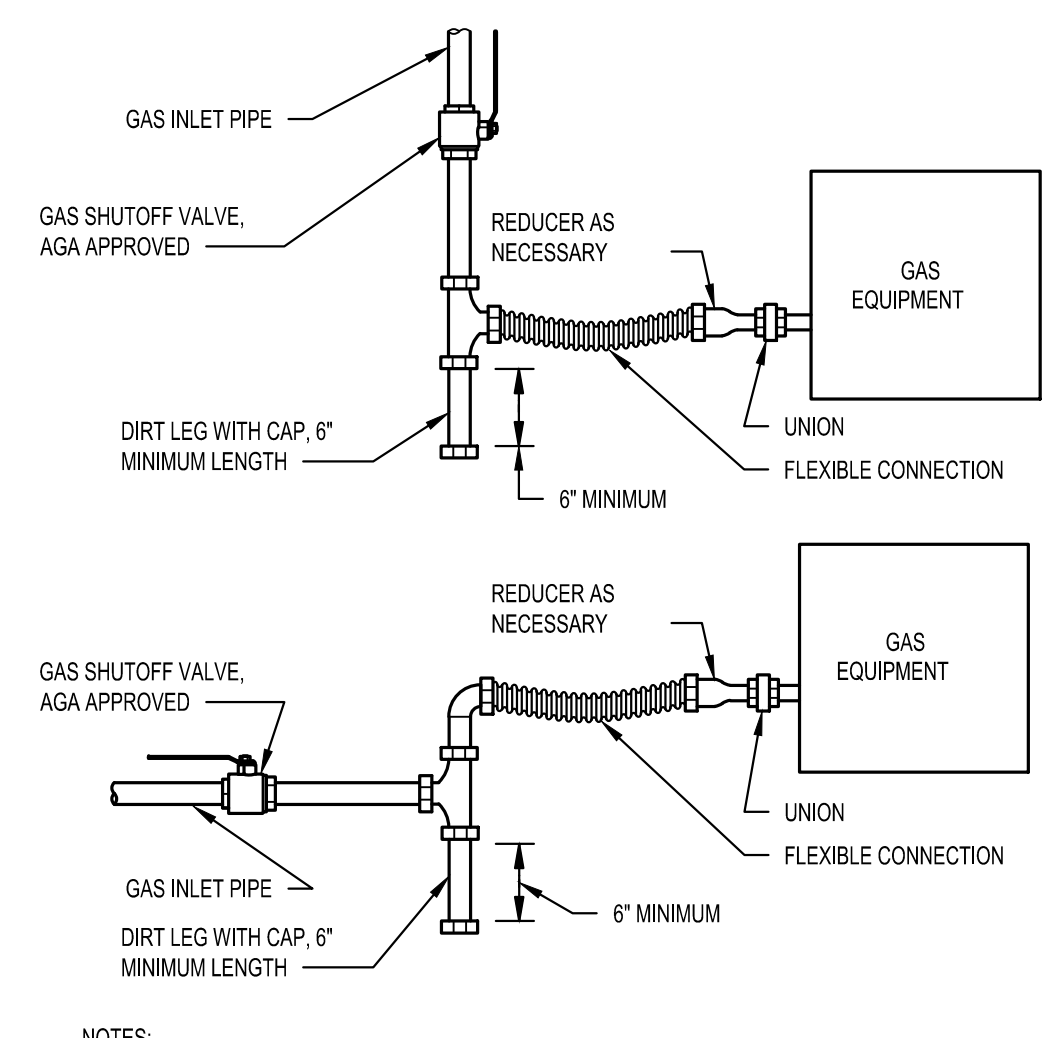 GAS INLET PIPE
GAS SHUTOFF VALVE,
AGA APPROVED
REDUCER AS
NECESSARY
GAS
EQUIPMENT
DIRT LEG WITH CAP, 6"
MINIMUM LENGTH
UNION
FLEXIBLE CONNECTION
6" MINIMUM
REDUCER AS
NECESSARY
GAS
EQUIPMENT
GAS SHUTOFF VALVE,
AGA APPROVED
UNION
FLEXIBLE CONNECTION
GAS INLET PIPE
6" MINIMUM
DIRT LEG WITH CAP, 6"
MINIMUM LENGTH
NOTES: